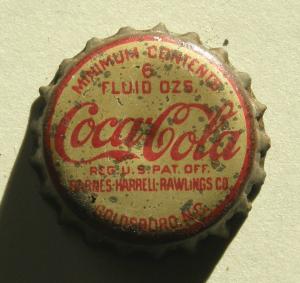 MINIMUM CONTENTS
6
FLUID OZS.
Coca-Cola
REG. U.S. PAT. OFF.
BARNES-HARRELL-RAWLINGS CO.
GOLDSBORO, N.C.